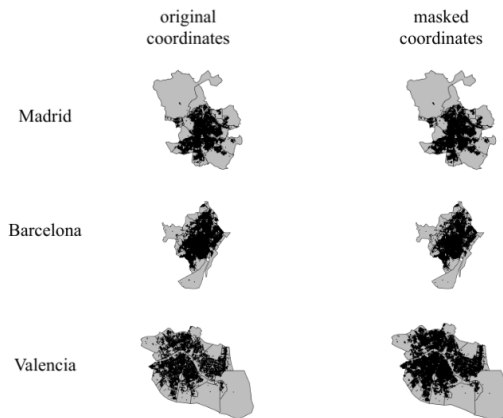 original
coordinates
masked
coordinates
Madrid
Barcelona
Valencia